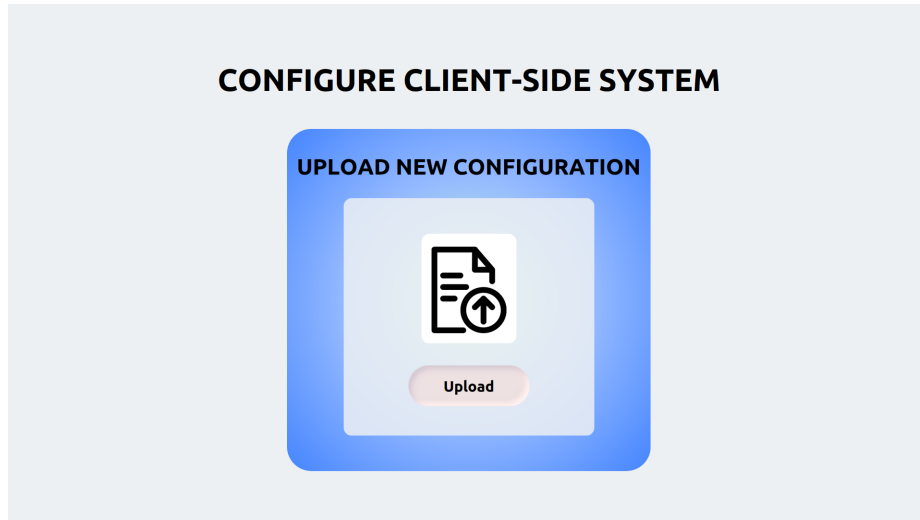 CONFIGURE CLIENT-SIDE SYSTEM
UPLOAD NEW CONFIGURATION
Upload